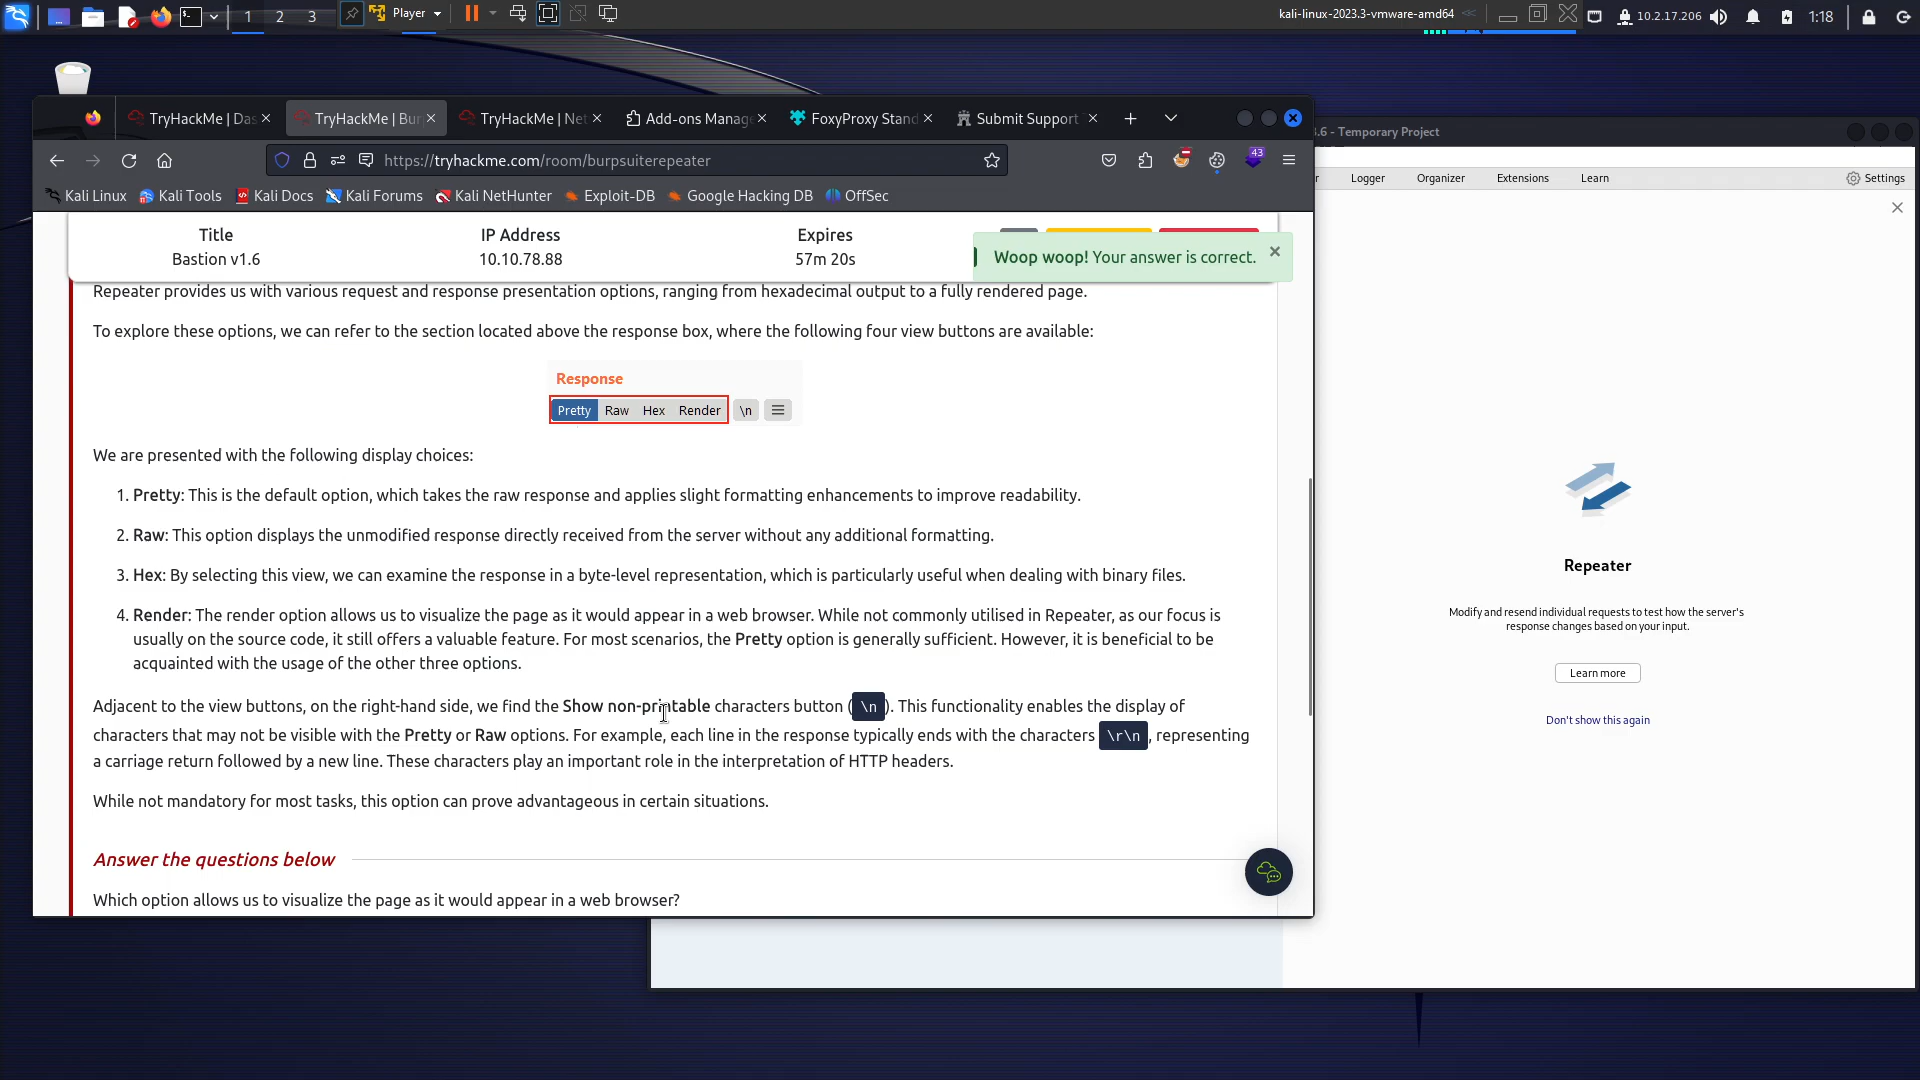 1 2 3 Player kali-linux-2023.3-vmware-amd64 << 10.2.17.206 1:18
TryHackMe | Das TryHackMe | Bur TryHackMe | Net Add-ons Manage FoxyProxy Stand Submit Support
.6 - Temporary Project
https://tryhackme.com/room/burpsuiterepeater 43
Logger Organizer Extensions Learn Settings
Kali Linux Kali Tools Kali Docs Kali Forums Kali NetHunter Exploit-DB Google Hacking DB OffSec
Title IP Address Expires
Bastion v1.6 10.10.78.88 57m 20s
Woop woop! Your answer is correct.
Repeater provides us with various request and response presentation options, ranging from hexadecimal output to a fully rendered page.
To explore these options, we can refer to the section located above the response box, where the following four view buttons are available:
Response
Pretty Raw Hex Render \n
We are presented with the following display choices:
1. Pretty: This is the default option, which takes the raw response and applies slight formatting enhancements to improve readability.
2. Raw: This option displays the unmodified response directly received from the server without any additional formatting.
3. Hex: By selecting this view, we can examine the response in a byte-level representation, which is particularly useful when dealing with binary files.
4. Render: The render option allows us to visualize the page as it would appear in a web browser. While not commonly utilised in Repeater, as our focus is
usually on the source code, it still offers a valuable feature. For most scenarios, the Pretty option is generally sufficient. However, it is beneficial to be
acquainted with the usage of the other three options.
Adjacent to the view buttons, on the right-hand side, we find the Show non-printable characters button (\n). This functionality enables the display of
characters that may not be visible with the Pretty or Raw options. For example, each line in the response typically ends with the characters \r\n, representing
a carriage return followed by a new line. These characters play an important role in the interpretation of HTTP headers.
While not mandatory for most tasks, this option can prove advantageous in certain situations.
Answer the questions below
Which option allows us to visualize the page as it would appear in a web browser?
Repeater
Modify and resend individual requests to test how the server's
response changes based on your input.
Learn more
Don't show this again